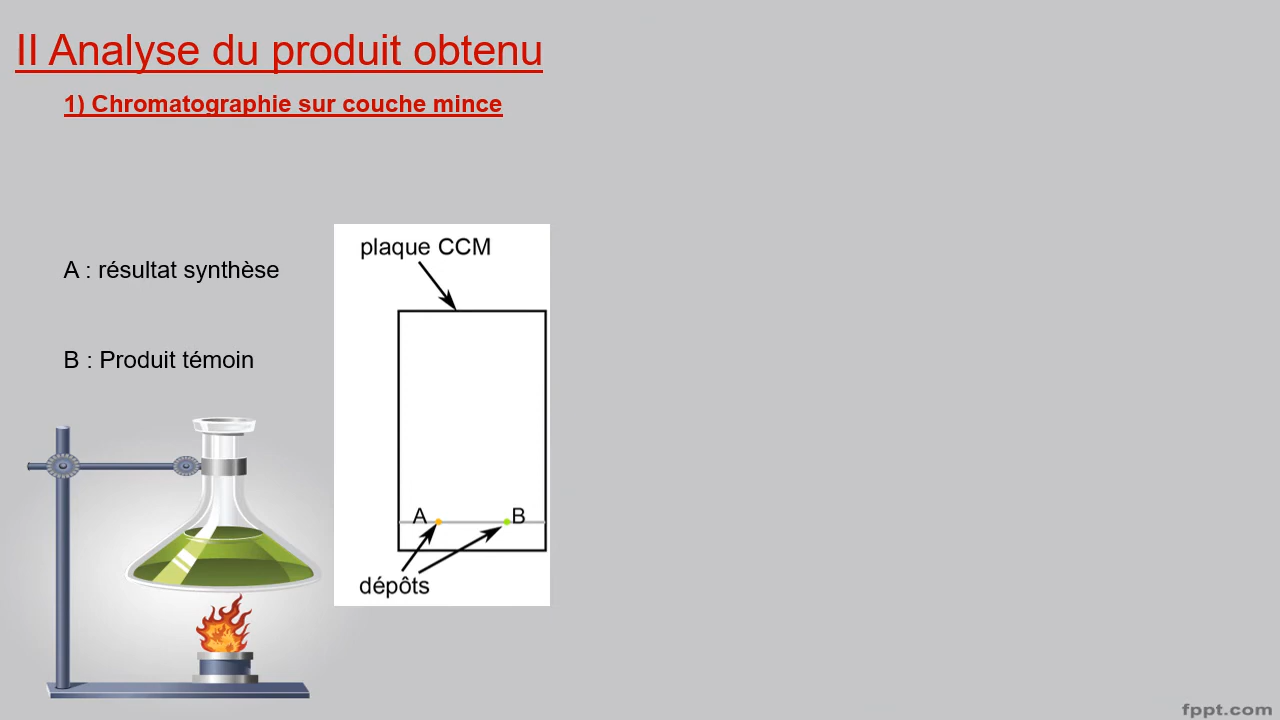 II Analyse du produit obtenu
1) Chromatographie sur couche mince
plaque CCM
A : résultat synthèse
B : Produit témoin
A
B
dépôts
fppt.com